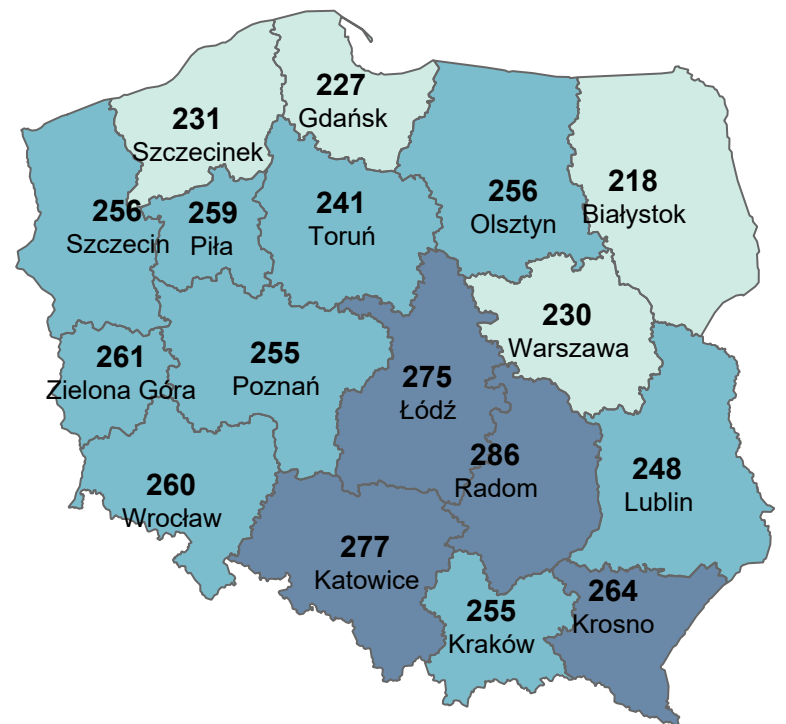 227
Gdańsk
231
Szczecinek
218
Białystok
256
Olsztyn
241
Toruń
259
Piła
256
Szczecin
230
Warszawa
261
Zielona Góra
255
Poznań
275
Łódź
286
Radom
248
Lublin
260
Wrocław
277
Katowice
264
Krosno
255
Kraków